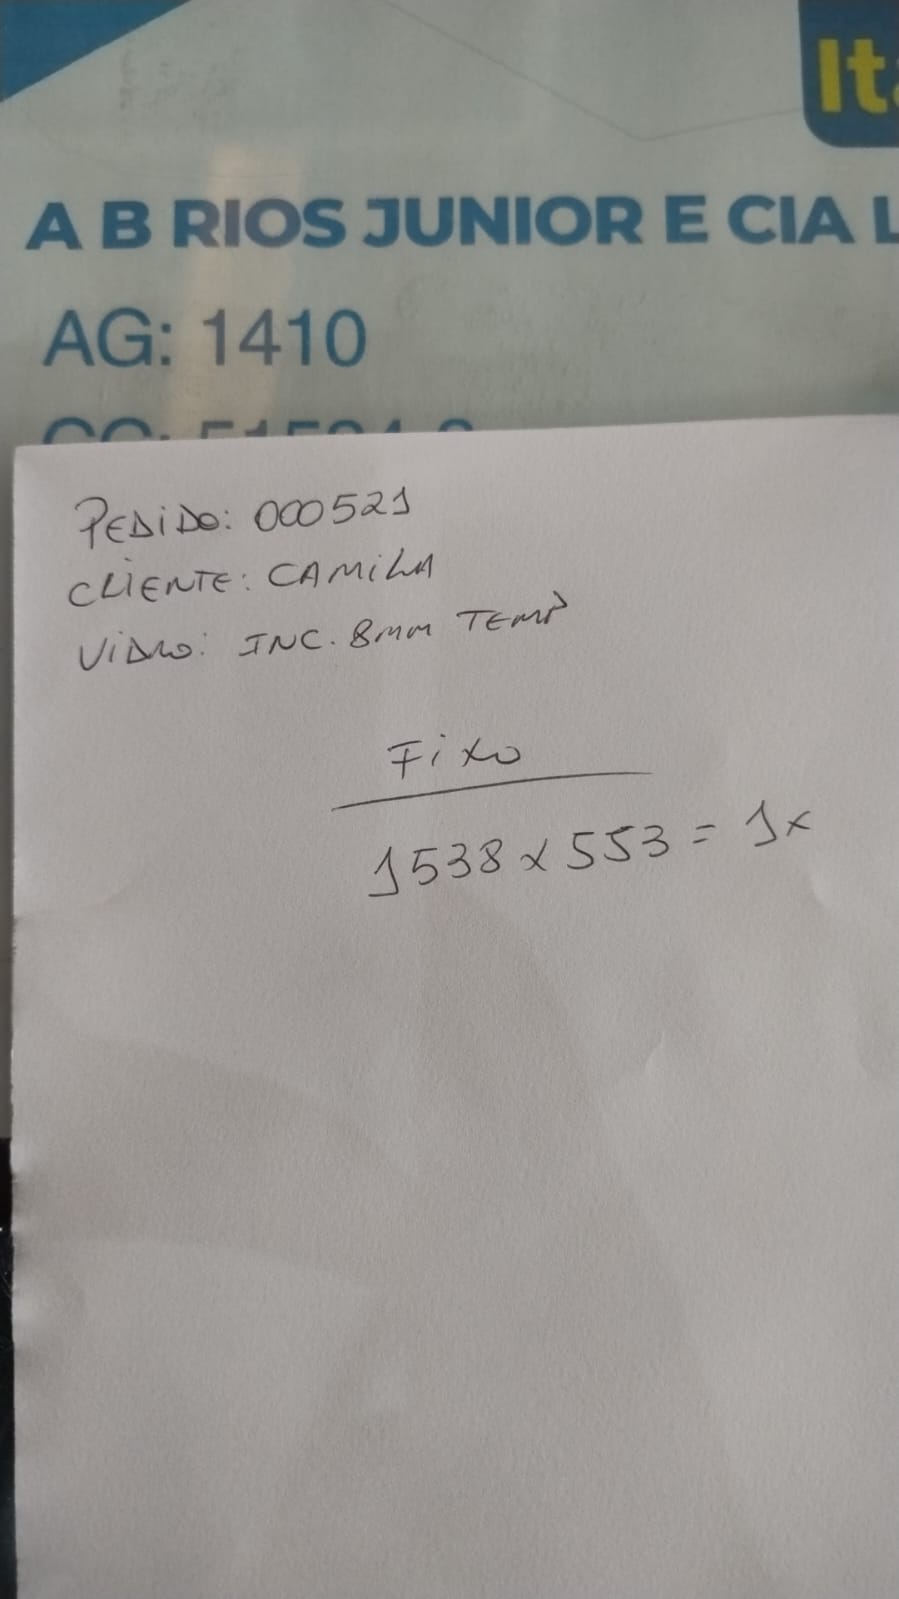 It
A B RIOS JUNIOR E CIA L
AG: 1410
PEDIDO: 000521
CLIENTE: CAMILA
VIDRO: INC. 8mm TEMP
Fixo
1538 x 553 = 1x